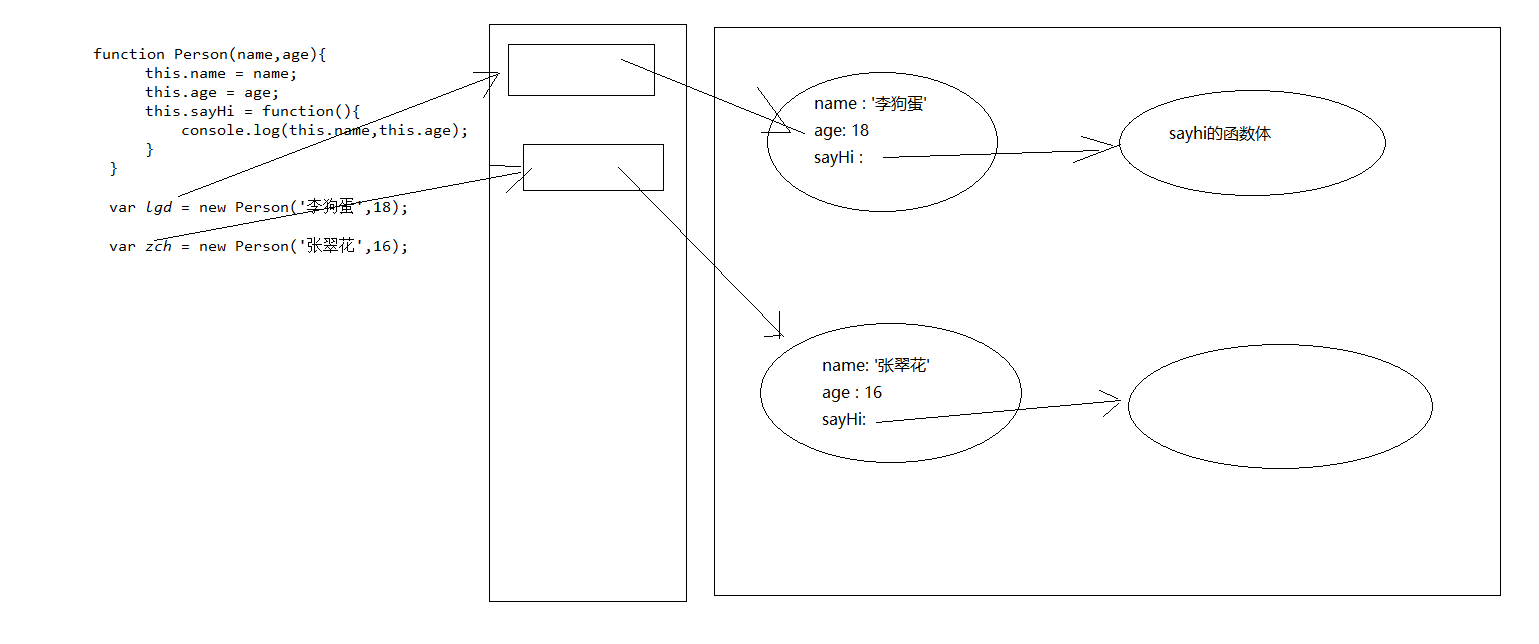 function Person(name,age){
this.name = name;
this.age = age;
this.sayHi = function(){
console.log(this.name,this.age);
}
}
var lgd = new Person('李狗蛋',18);
var zch = new Person('张翠花',16);
name : '李狗蛋'
age: 18
sayHi :
sayhi的函数体
name: '张翠花'
age : 16
sayHi: